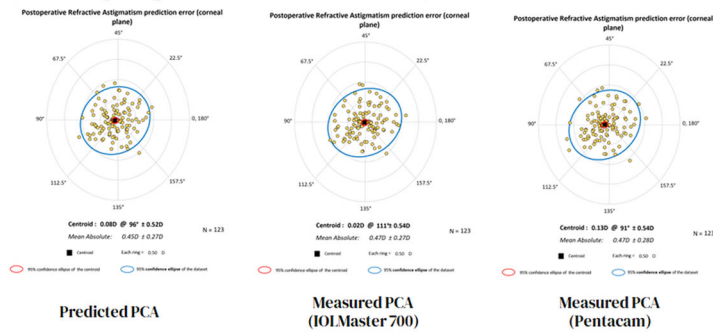 Postoperative Refractive Astigmatism prediction error (corneal
plane)
45°
67.5°
22.5°
90°
0, 180°
112.5°
157.5°
135°
Centroid : 0.08D @ 96° ± 0.52D
Mean Absolute: 0.45D ± 0.27D
N = 123
Centroid
Each ring = 0.50 D
95% confidence ellipse of the centroid
95% confidence ellipse of the dataset
Predicted PCA
Postoperative Refractive Astigmatism prediction error (corneal
plane)
45°
67.5°
22.5°
90°
0, 180°
112.5°
157.5°
135°
Centroid : 0.02D @ 111°± 0.54D
Mean Absolute: 0.47D ± 0.27D
N = 123
Centroid
Each ring = 0.50 D
95% confidence ellipse of the centroid
95% confidence ellipse of the dataset
Measured PCA
(IOLMaster 700)
Postoperative Refractive Astigmatism prediction error (corneal
plane)
45°
67.5°
22.5°
90°
0, 180°
112.5°
157.5°
135°
Centroid : 0.13D @ 91° ± 0.54D
Mean Absolute: 0.47D ± 0.28D
N = 123
Centroid
Each ring = 0.50 D
95% confidence ellipse of the centroid
95% confidence ellipse of the dataset
Measured PCA
(Pentacam)